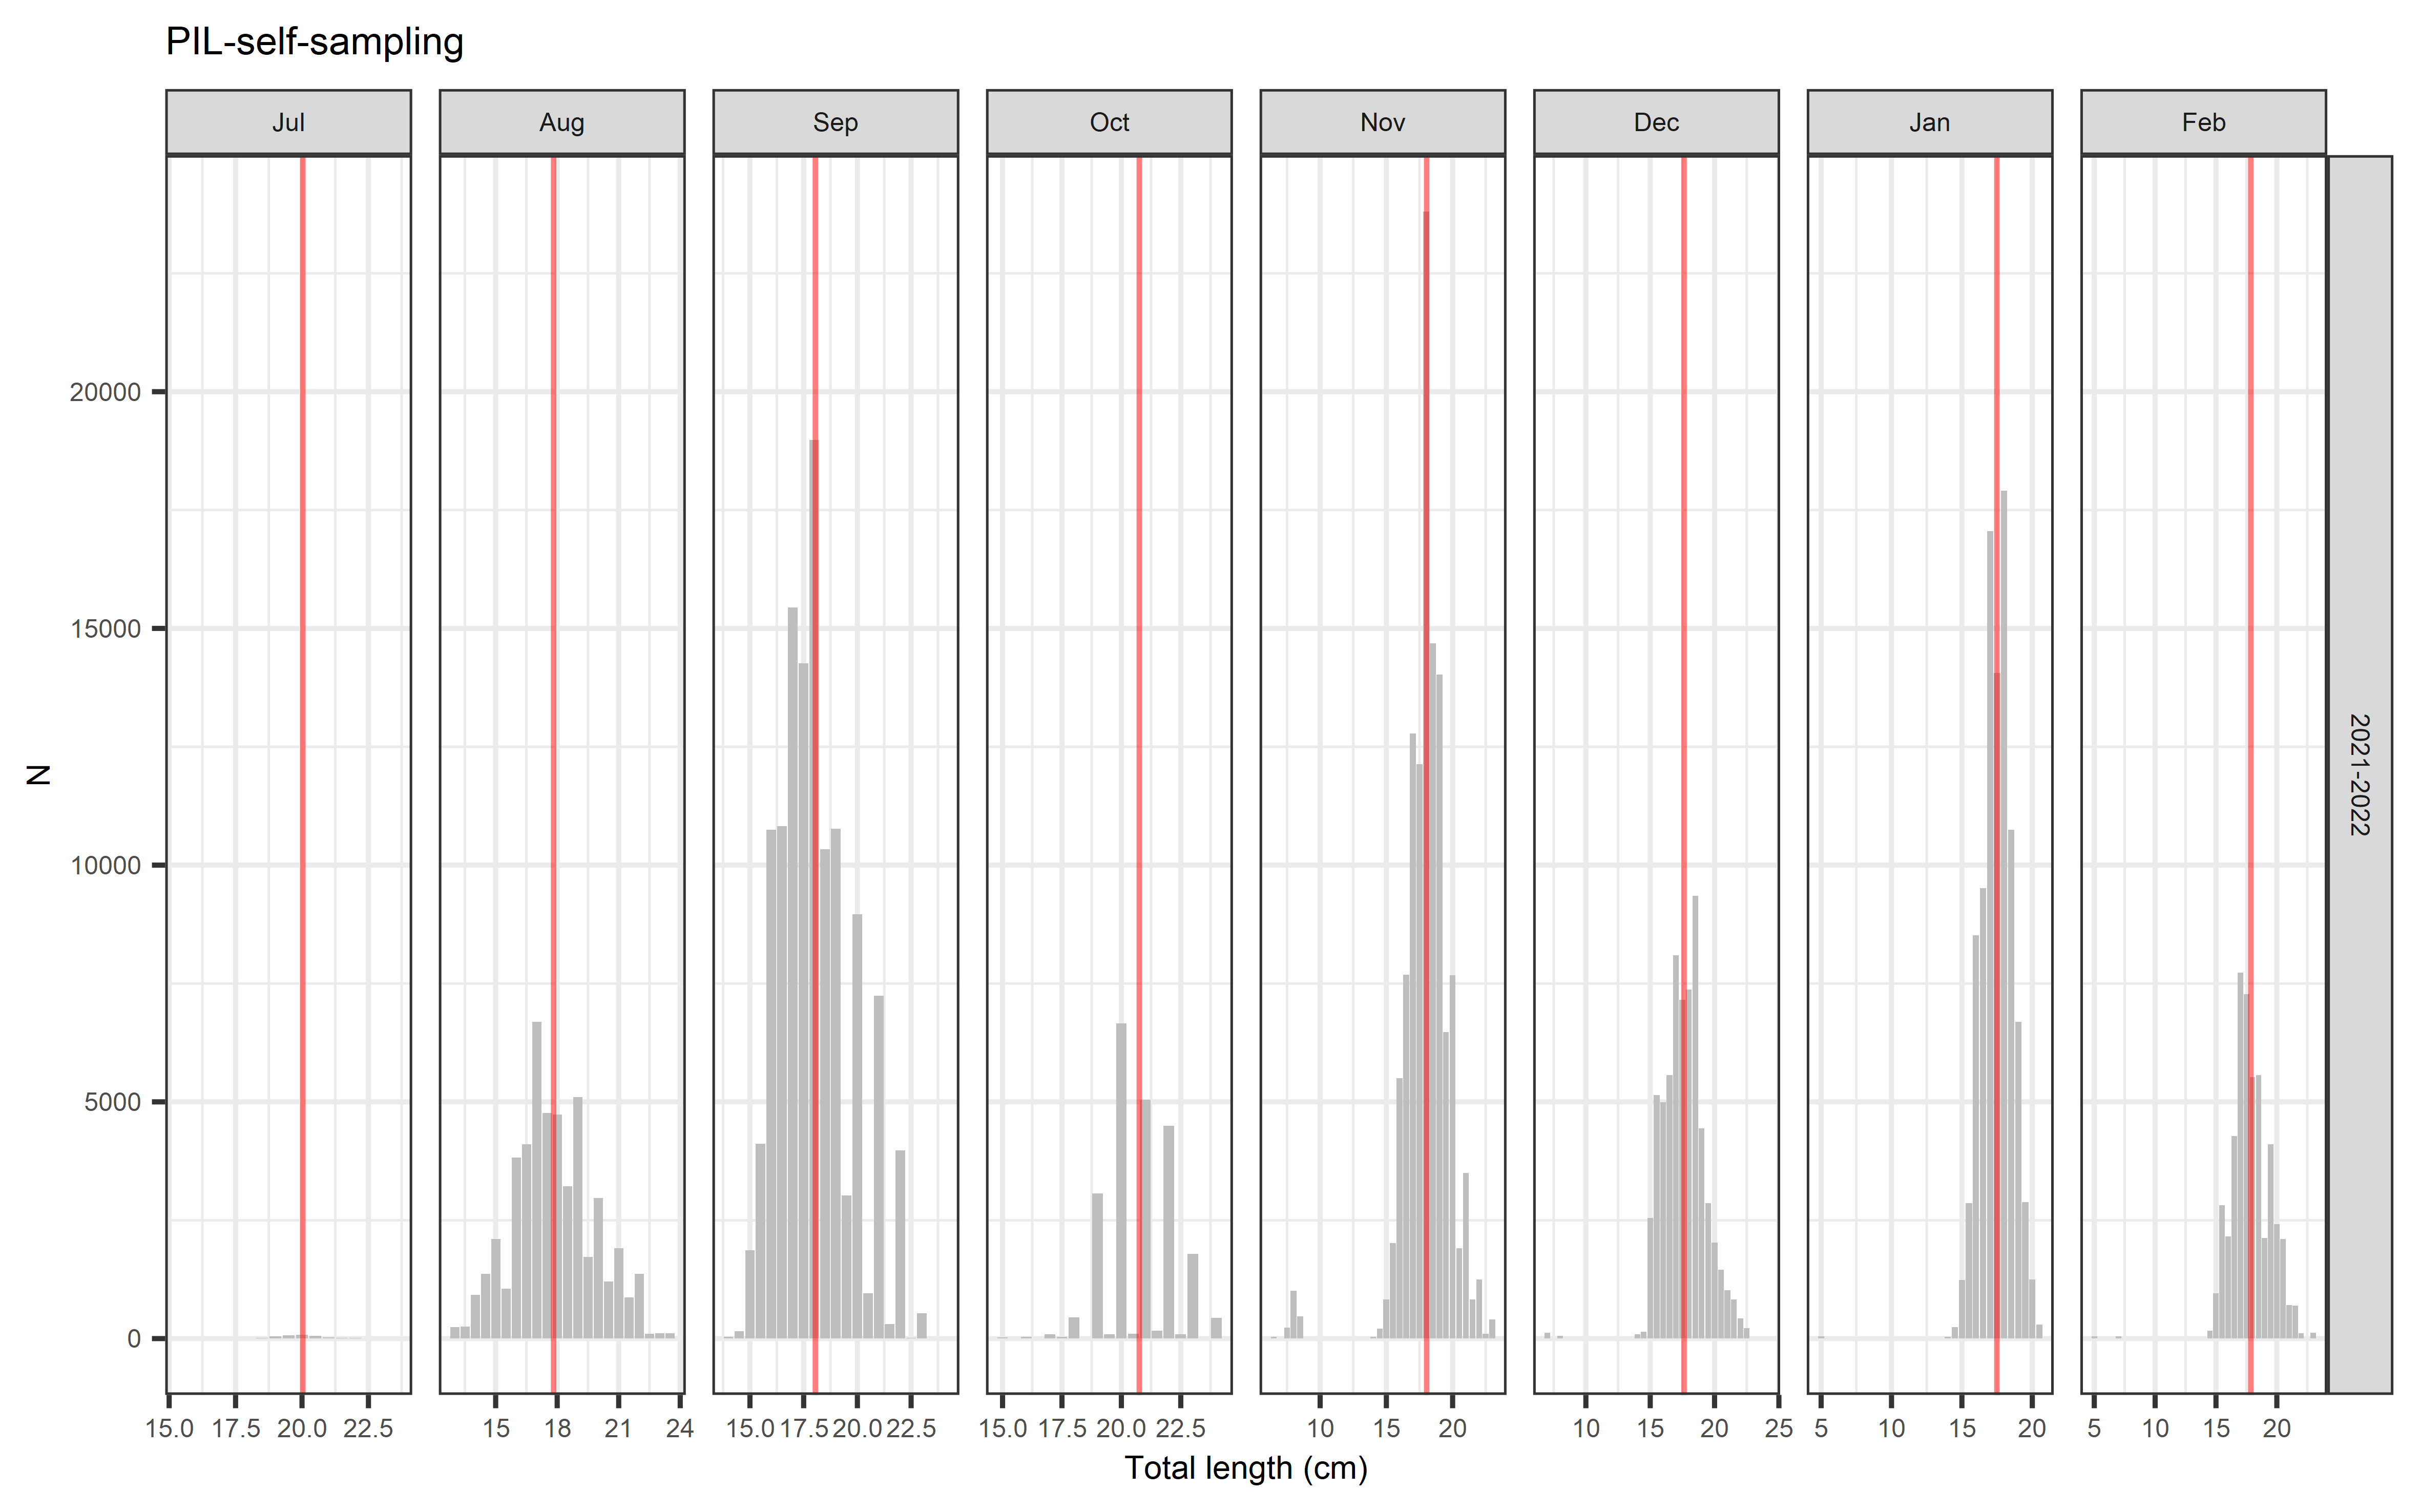 PIL-self-sampling
Jul Aug Sep Oct Nov Dec Jan Feb
2021-2022
N
20000
15000
10000
5000
0
15.0 17.5 20.0 22.5 15 18 21 24 15.0 17.5 20.0 22.5 15.0 17.5 20.0 22.5 10 15 20 10 15 20 25 5 10 15 20 5 10 15 20
Total length (cm)